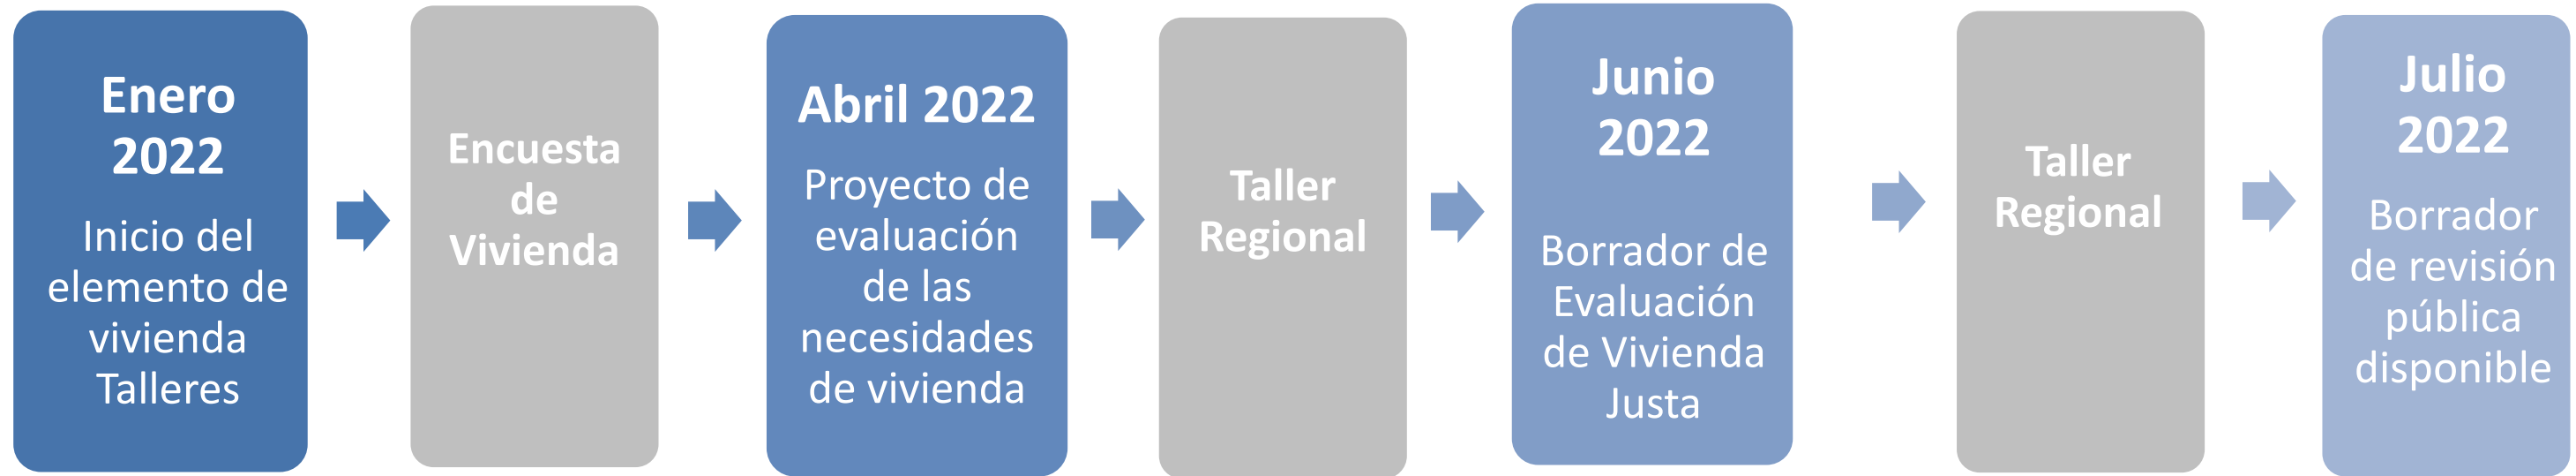 Enero
2022
Inicio del
elemento de
vivienda
Talleres
Encuesta
de
Vivienda
Abril 2022
Proyecto de
evaluación
de las
necesidades
de vivienda
Taller
Regional
Junio
2022
Borrador de
Evaluación
de Vivienda
Justa
Taller
Regional
Julio
2022
Borrador
de revisión
pública
disponible